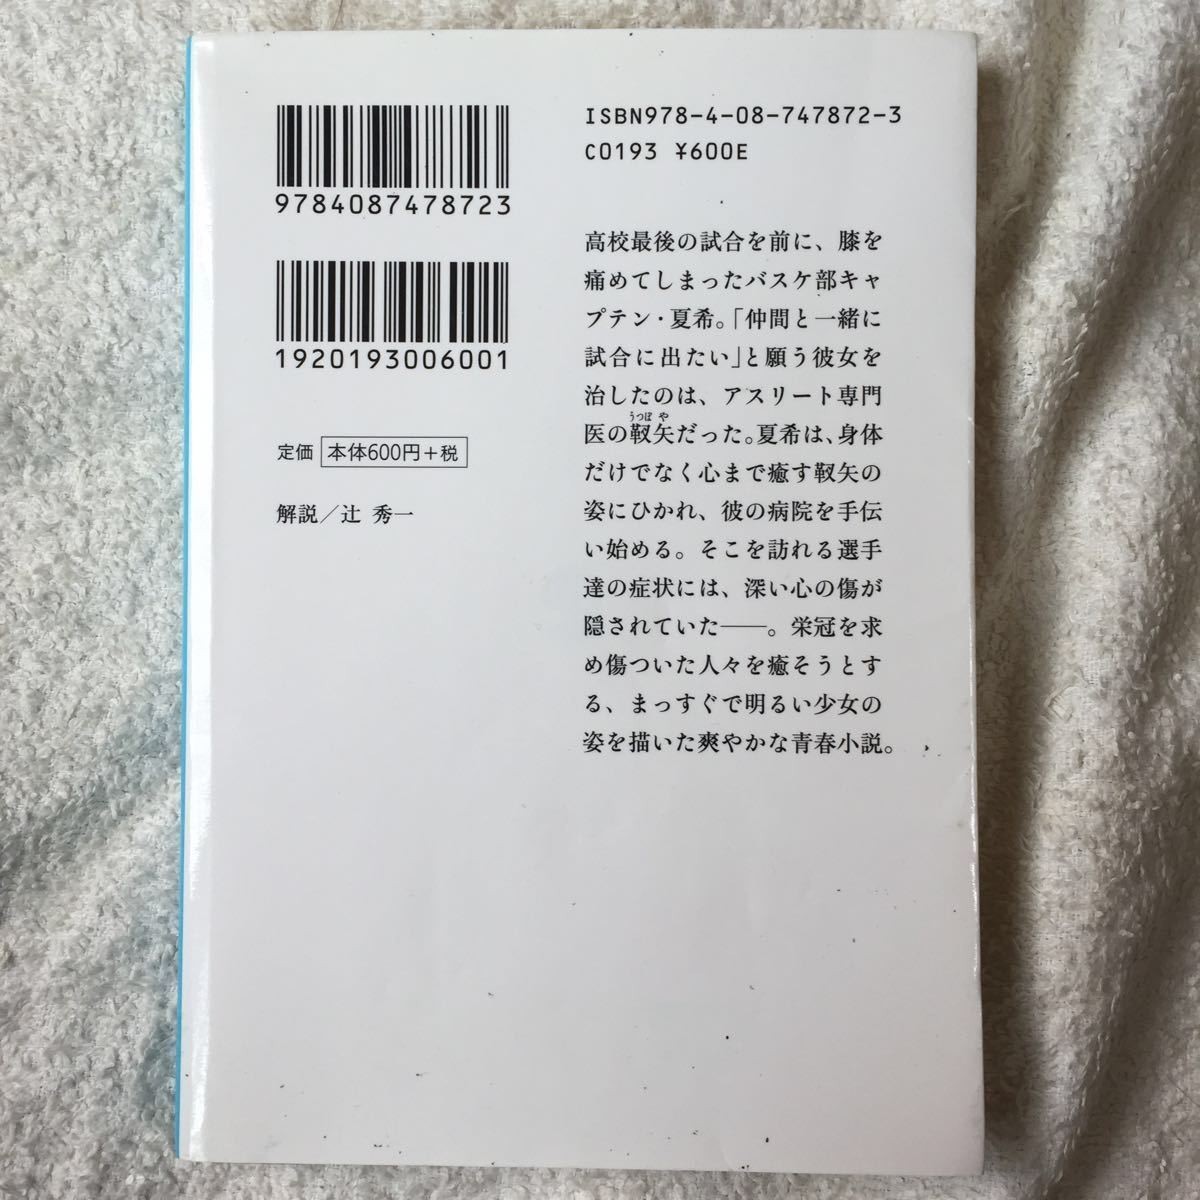 9784087478723
1920193006001
定価 本体600円+税
解説/辻 秀一
ISBN978-4-08-747872-3
C0193 ¥600E
高校最後の試合を前に、膝を
痛めてしまったバスケ部キャ
プテン・夏希。「仲間と一緒に
試合に出たい」と願う彼女を
治したのは、アスリート専門
うつぼ や
医の靫矢だった。夏希は、身体
だけでなく心まで癒す靫矢の
姿にひかれ、彼の病院を手伝
い始める。そこを訪れる選手
達の症状には、深い心の傷が
隠されていた――。栄冠を求
め傷ついた人々を癒そうとす
る、まっすぐで明るい少女の
姿を描いた爽やかな青春小説。